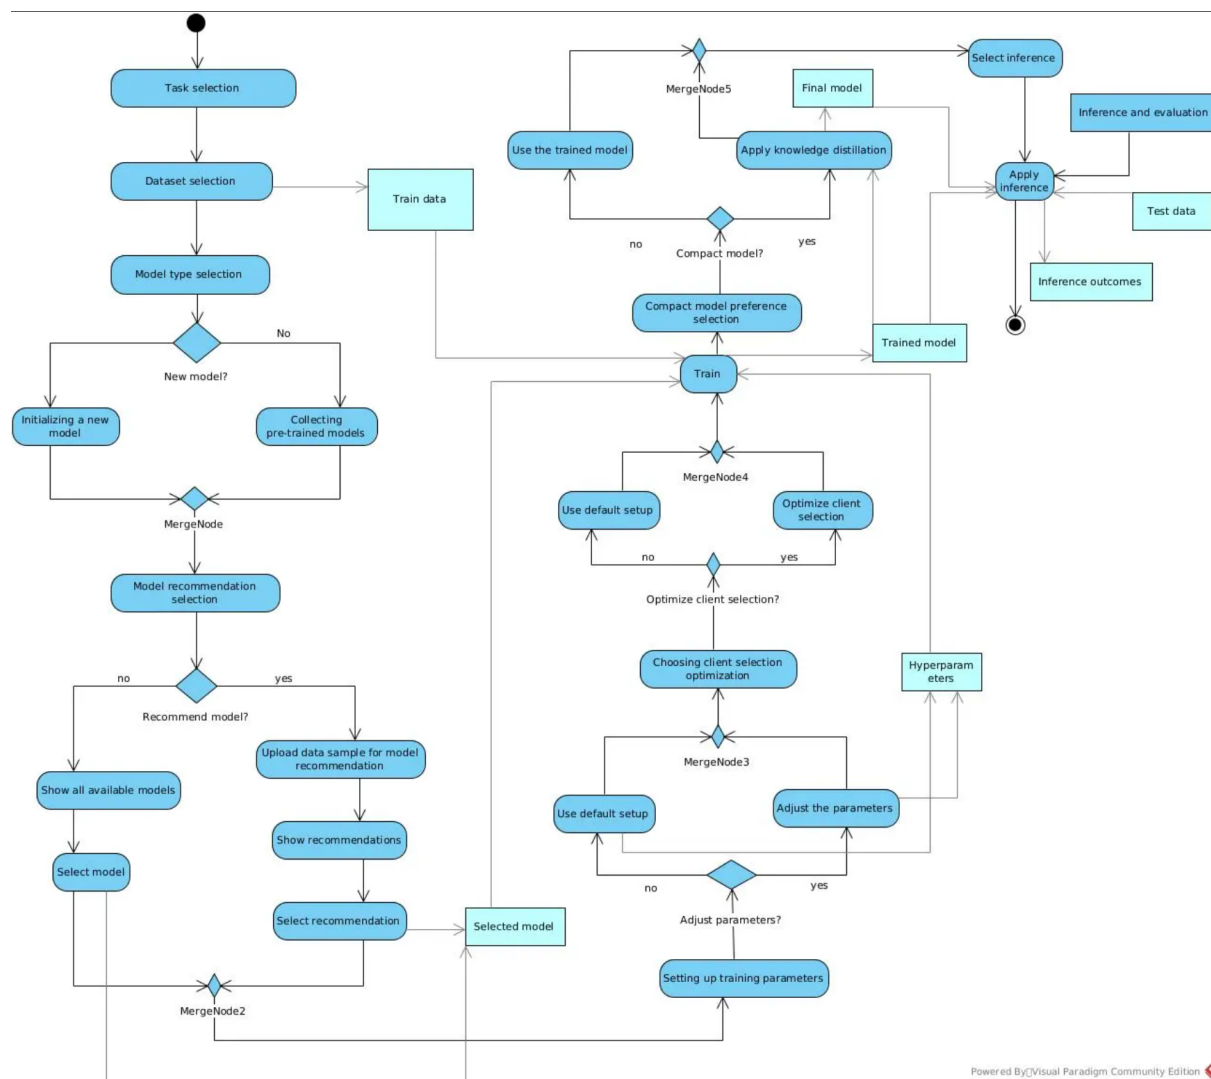 Task selection
Dataset selection
Train data
Model type selection
No
New model?
Initializing a new
model
Collecting
pre-trained models
MergeNode
Model recommendation
selection
no
yes
Recommend model?
Upload data sample for model
recommendation
Show all available models
Show recommendations
Select model
Select recommendation
Selected model
MergeNode2
Setting up training parameters
Adjust parameters?
no
yes
Use default setup
Adjust the parameters
MergeNode3
Hyperparam
eters
Choosing client selection
optimization
Optimize client selection?
no
yes
Use default setup
Optimize client
selection
MergeNode4
Train
Trained model
Compact model preference
selection
Compact model?
no
yes
Use the trained model
Apply knowledge distillation
Final model
MergeNode5
Select inference
Inference and evaluation
Apply
inference
Test data
Inference outcomes
Powered By Visual Paradigm Community Edition